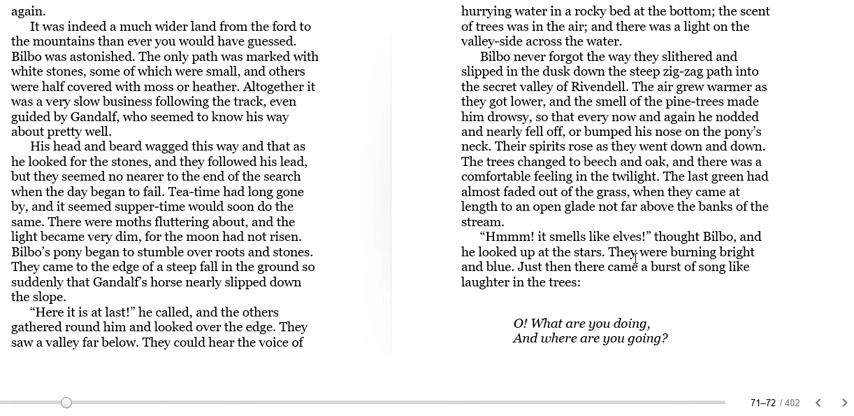 again.
It was indeed a much wider land from the ford to
the mountains than ever you would have guessed.
Bilbo was astonished. The only path was marked with
white stones, some of which were small, and others
were half covered with moss or heather. Altogether it
was a very slow business following the track, even
guided by Gandalf, who seemed to know his way
about pretty well.
His head and beard wagged this way and that as
he looked for the stones, and they followed his lead,
but they seemed no nearer to the end of the search
when the day began to fail. Tea-time had long gone
by, and it seemed supper-time would soon do the
same. There were moths fluttering about, and the
light became very dim, for the moon had not risen.
Bilbo’s pony began to stumble over roots and stones.
They came to the edge of a steep fall in the ground so
suddenly that Gandalf’s horse nearly slipped down
the slope.
“Here it is at last!” he called, and the others
gathered round him and looked over the edge. They
saw a valley far below. They could hear the voice of
hurrying water in a rocky bed at the bottom; the scent
of trees was in the air; and there was a light on the
valley-side across the water.
Bilbo never forgot the way they slithered and
slipped in the dusk down the steep zig-zag path into
the secret valley of Rivendell. The air grew warmer as
they got lower, and the smell of the pine-trees made
him drowsy, so that every now and again he nodded
and nearly fell off, or bumped his nose on the pony’s
neck. Their spirits rose as they went down and down.
The trees changed to beech and oak, and there was a
comfortable feeling in the twilight. The last green had
almost faded out of the grass, when they came at
length to an open glade not far above the banks of the
stream.
“Hmmm! it smells like elves!” thought Bilbo, and
he looked up at the stars. They were burning bright
and blue. Just then there came a burst of song like
laughter in the trees:
O! What are you doing,
And where are you going?
71–72 / 402